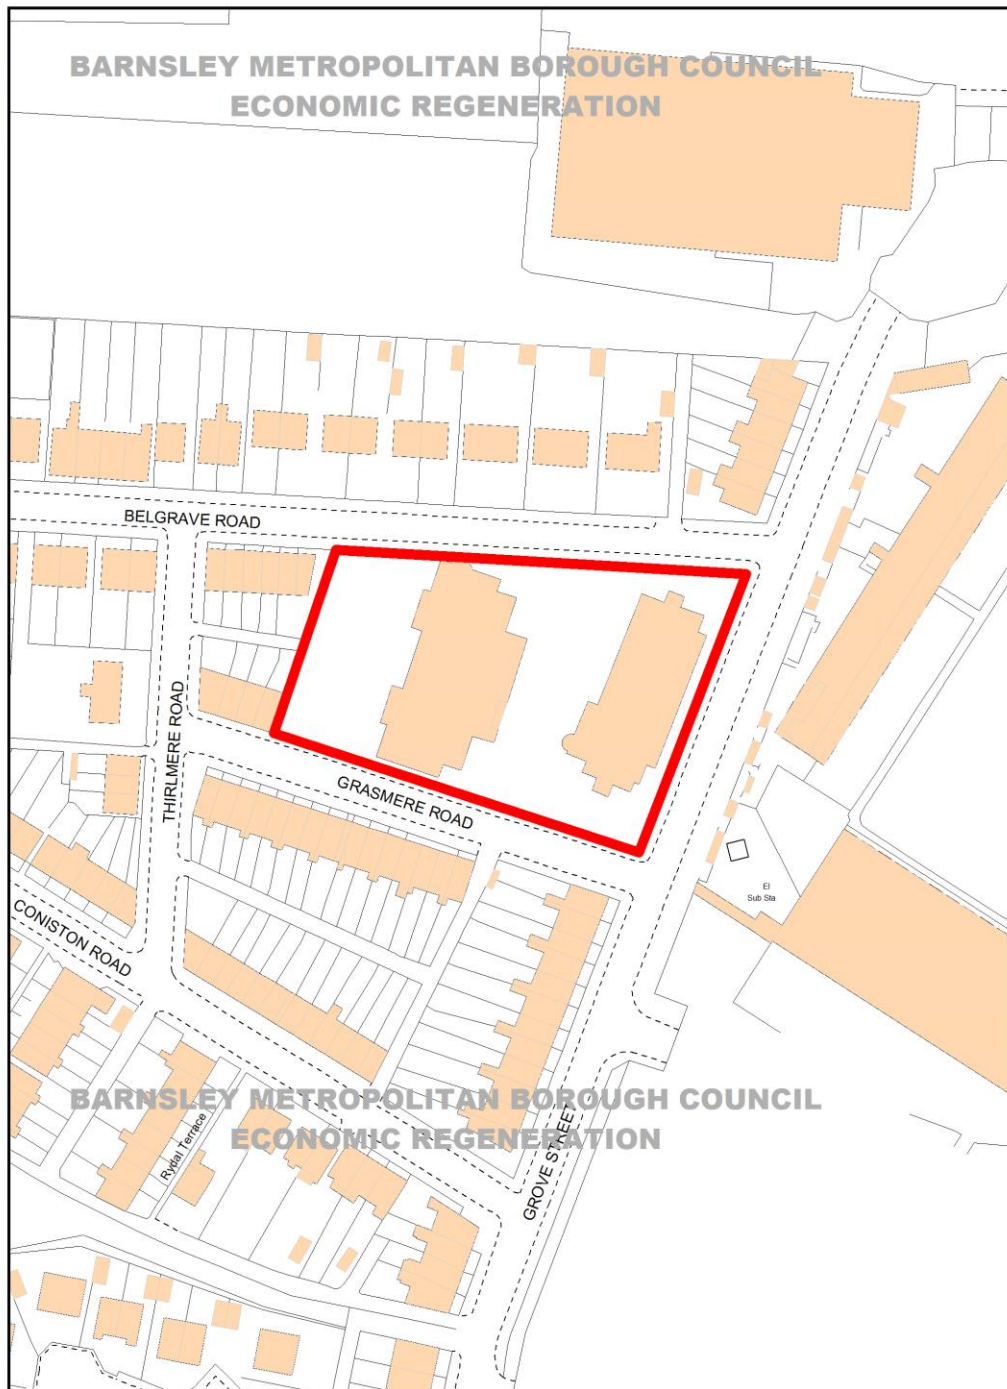 BARNSLEY METROPOLITAN BOROUGH COUNCIL
ECONOMIC REGENERATION
BELGRAVE ROAD
THIRLMERE ROAD
GRASMERE ROAD
El
Sub Sta
CONISTON ROAD
BARNSLEY METROPOLITAN BOROUGH COUNCIL
ECONOMIC REGENERATION
Rydal Terrace
GROVE STREET